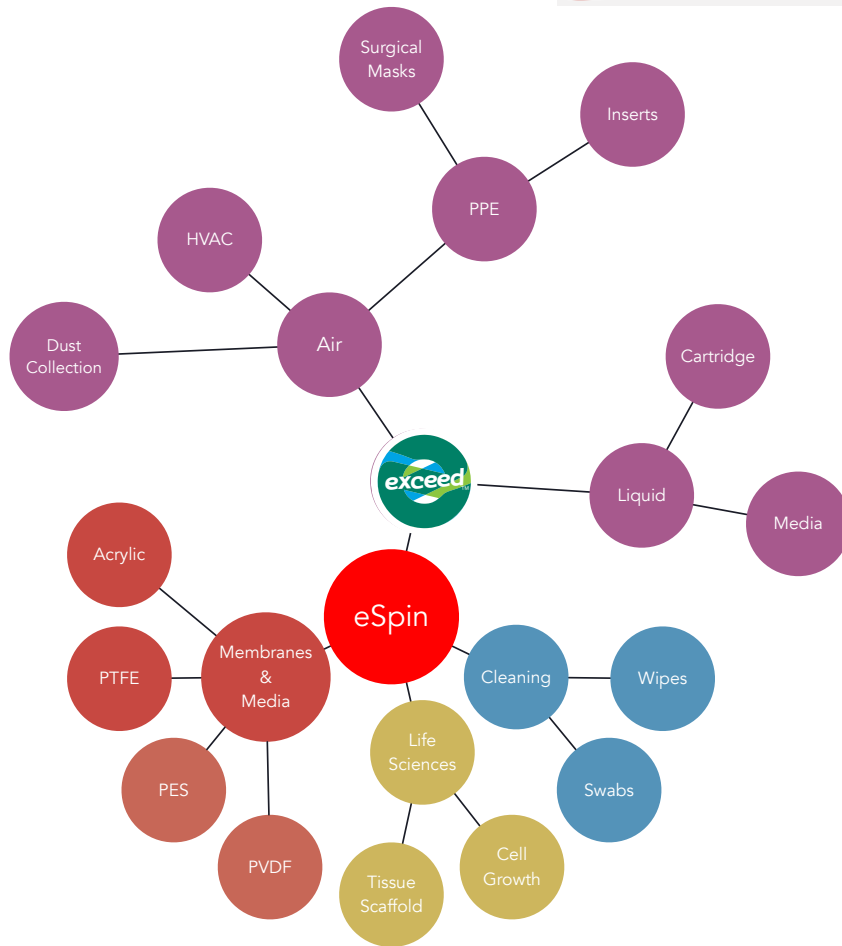 Surgical
Masks
Inserts
PPE
HVAC
Air
Dust
Collection
Cartridge
exceed
TM
Liquid
Media
Acrylic
eSpin
Membranes
&
Media
PTFE
Cleaning
Wipes
Life
Sciences
PES
Swabs
PVDF
Cell
Growth
Tissue
Scaffold